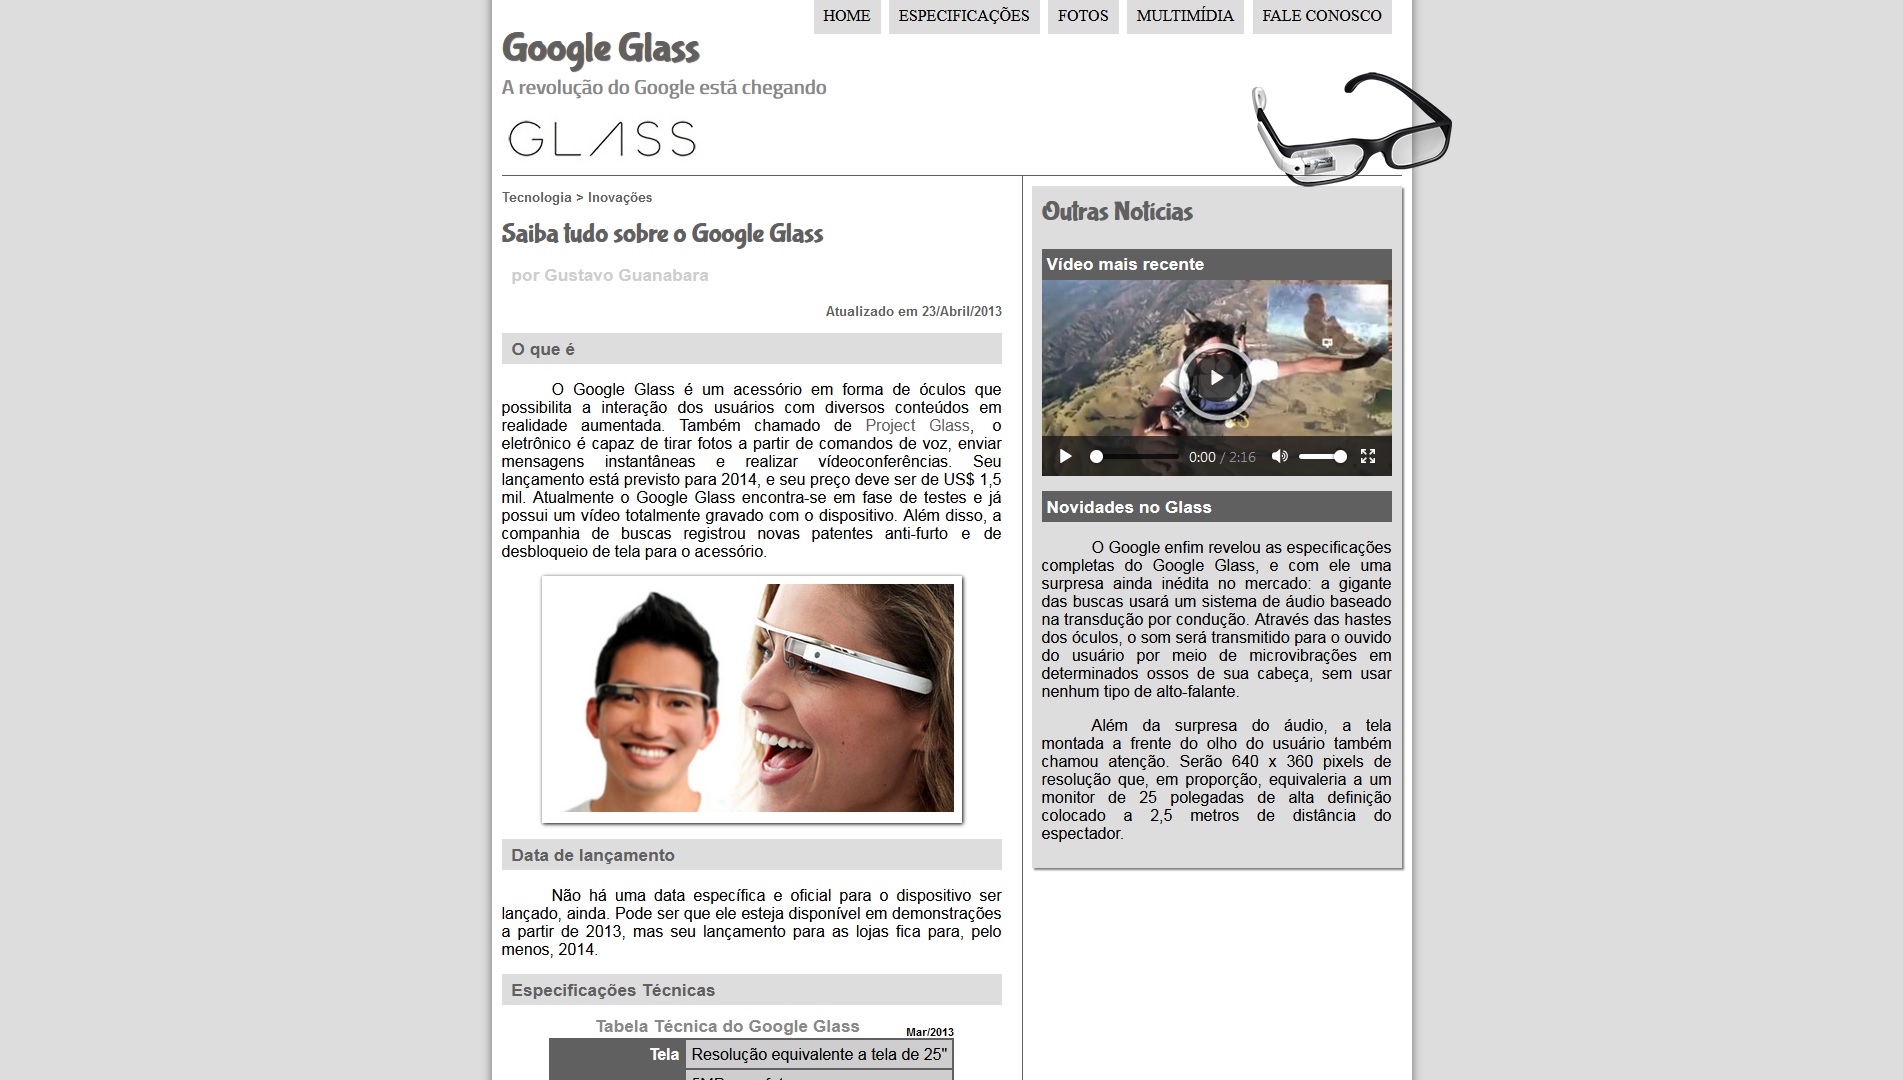 HOME ESPECIFICAÇÕES FOTOS MULTIMÍDIA FALE CONOSCO
Google Glass
A revolução do Google está chegando
GLASS
Tecnologia > Inovações
Saiba tudo sobre o Google Glass
por Gustavo Guanabara
Atualizado em 23/Abril/2013
O que é
O Google Glass é um acessório em forma de óculos que
possibilita a interação dos usuários com diversos conteúdos em
realidade aumentada. Também chamado de Project Glass, o
eletrônico é capaz de tirar fotos a partir de comandos de voz, enviar
mensagens instantâneas e realizar vídeoconferências. Seu
lançamento está previsto para 2014, e seu preço deve ser de US$ 1,5
mil. Atualmente o Google Glass encontra-se em fase de testes e já
possui um vídeo totalmente gravado com o dispositivo. Além disso, a
companhia de buscas registrou novas patentes anti-furto e de
desbloqueio de tela para o acessório.
Data de lançamento
Não há uma data específica e oficial para o dispositivo ser
lançado, ainda. Pode ser que ele esteja disponível em demonstrações
a partir de 2013, mas seu lançamento para as lojas fica para, pelo
menos, 2014.
Especificações Técnicas
Tabela Técnica do Google Glass Mar/2013
Tela Resolução equivalente a tela de 25"
Outras Notícias
Vídeo mais recente
0:00 / 2:16
Novidades no Glass
O Google enfim revelou as especificações
completas do Google Glass, e com ele uma
surpresa ainda inédita no mercado: a gigante
das buscas usará um sistema de áudio baseado
na transdução por condução. Através das hastes
dos óculos, o som será transmitido para o ouvido
do usuário por meio de microvibrações em
determinados ossos de sua cabeça, sem usar
nenhum tipo de alto-falante.
Além da surpresa do áudio, a tela
montada a frente do olho do usuário também
chamou atenção. Serão 640 x 360 pixels de
resolução que, em proporção, equivaleria a um
monitor de 25 polegadas de alta definição
colocado a 2,5 metros de distância do
espectador.